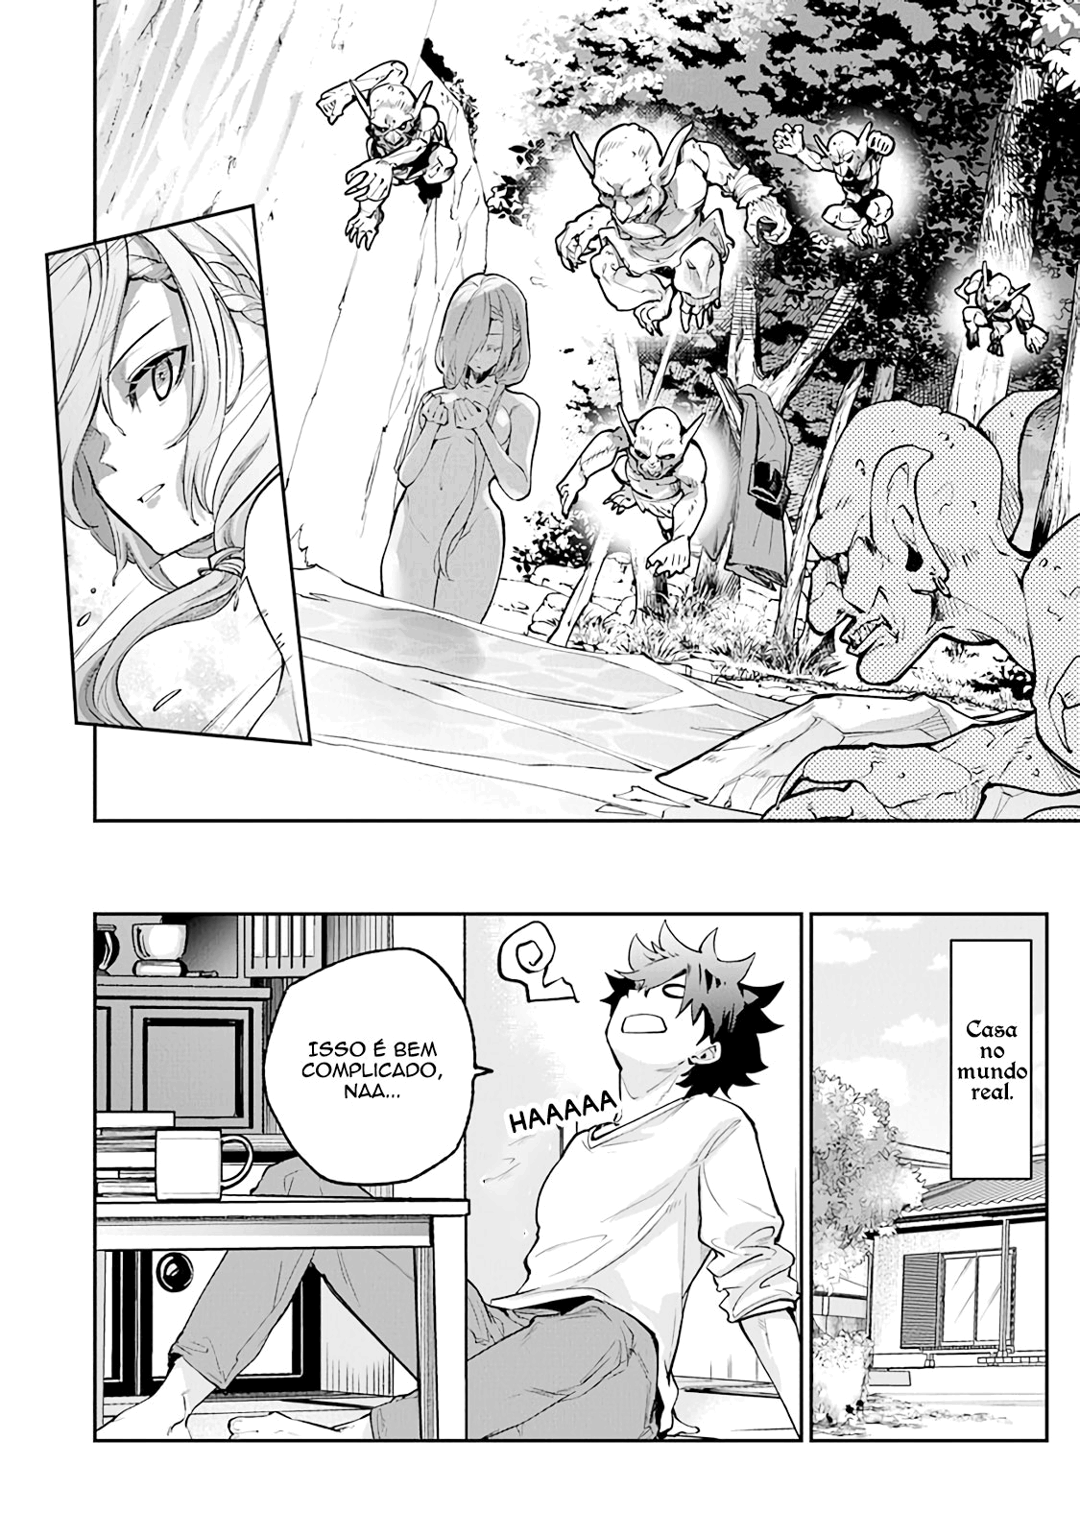 Casa
no
mundo
real.
HAAAAA
ISSO É BEM
COMPLICADO,
NAA...